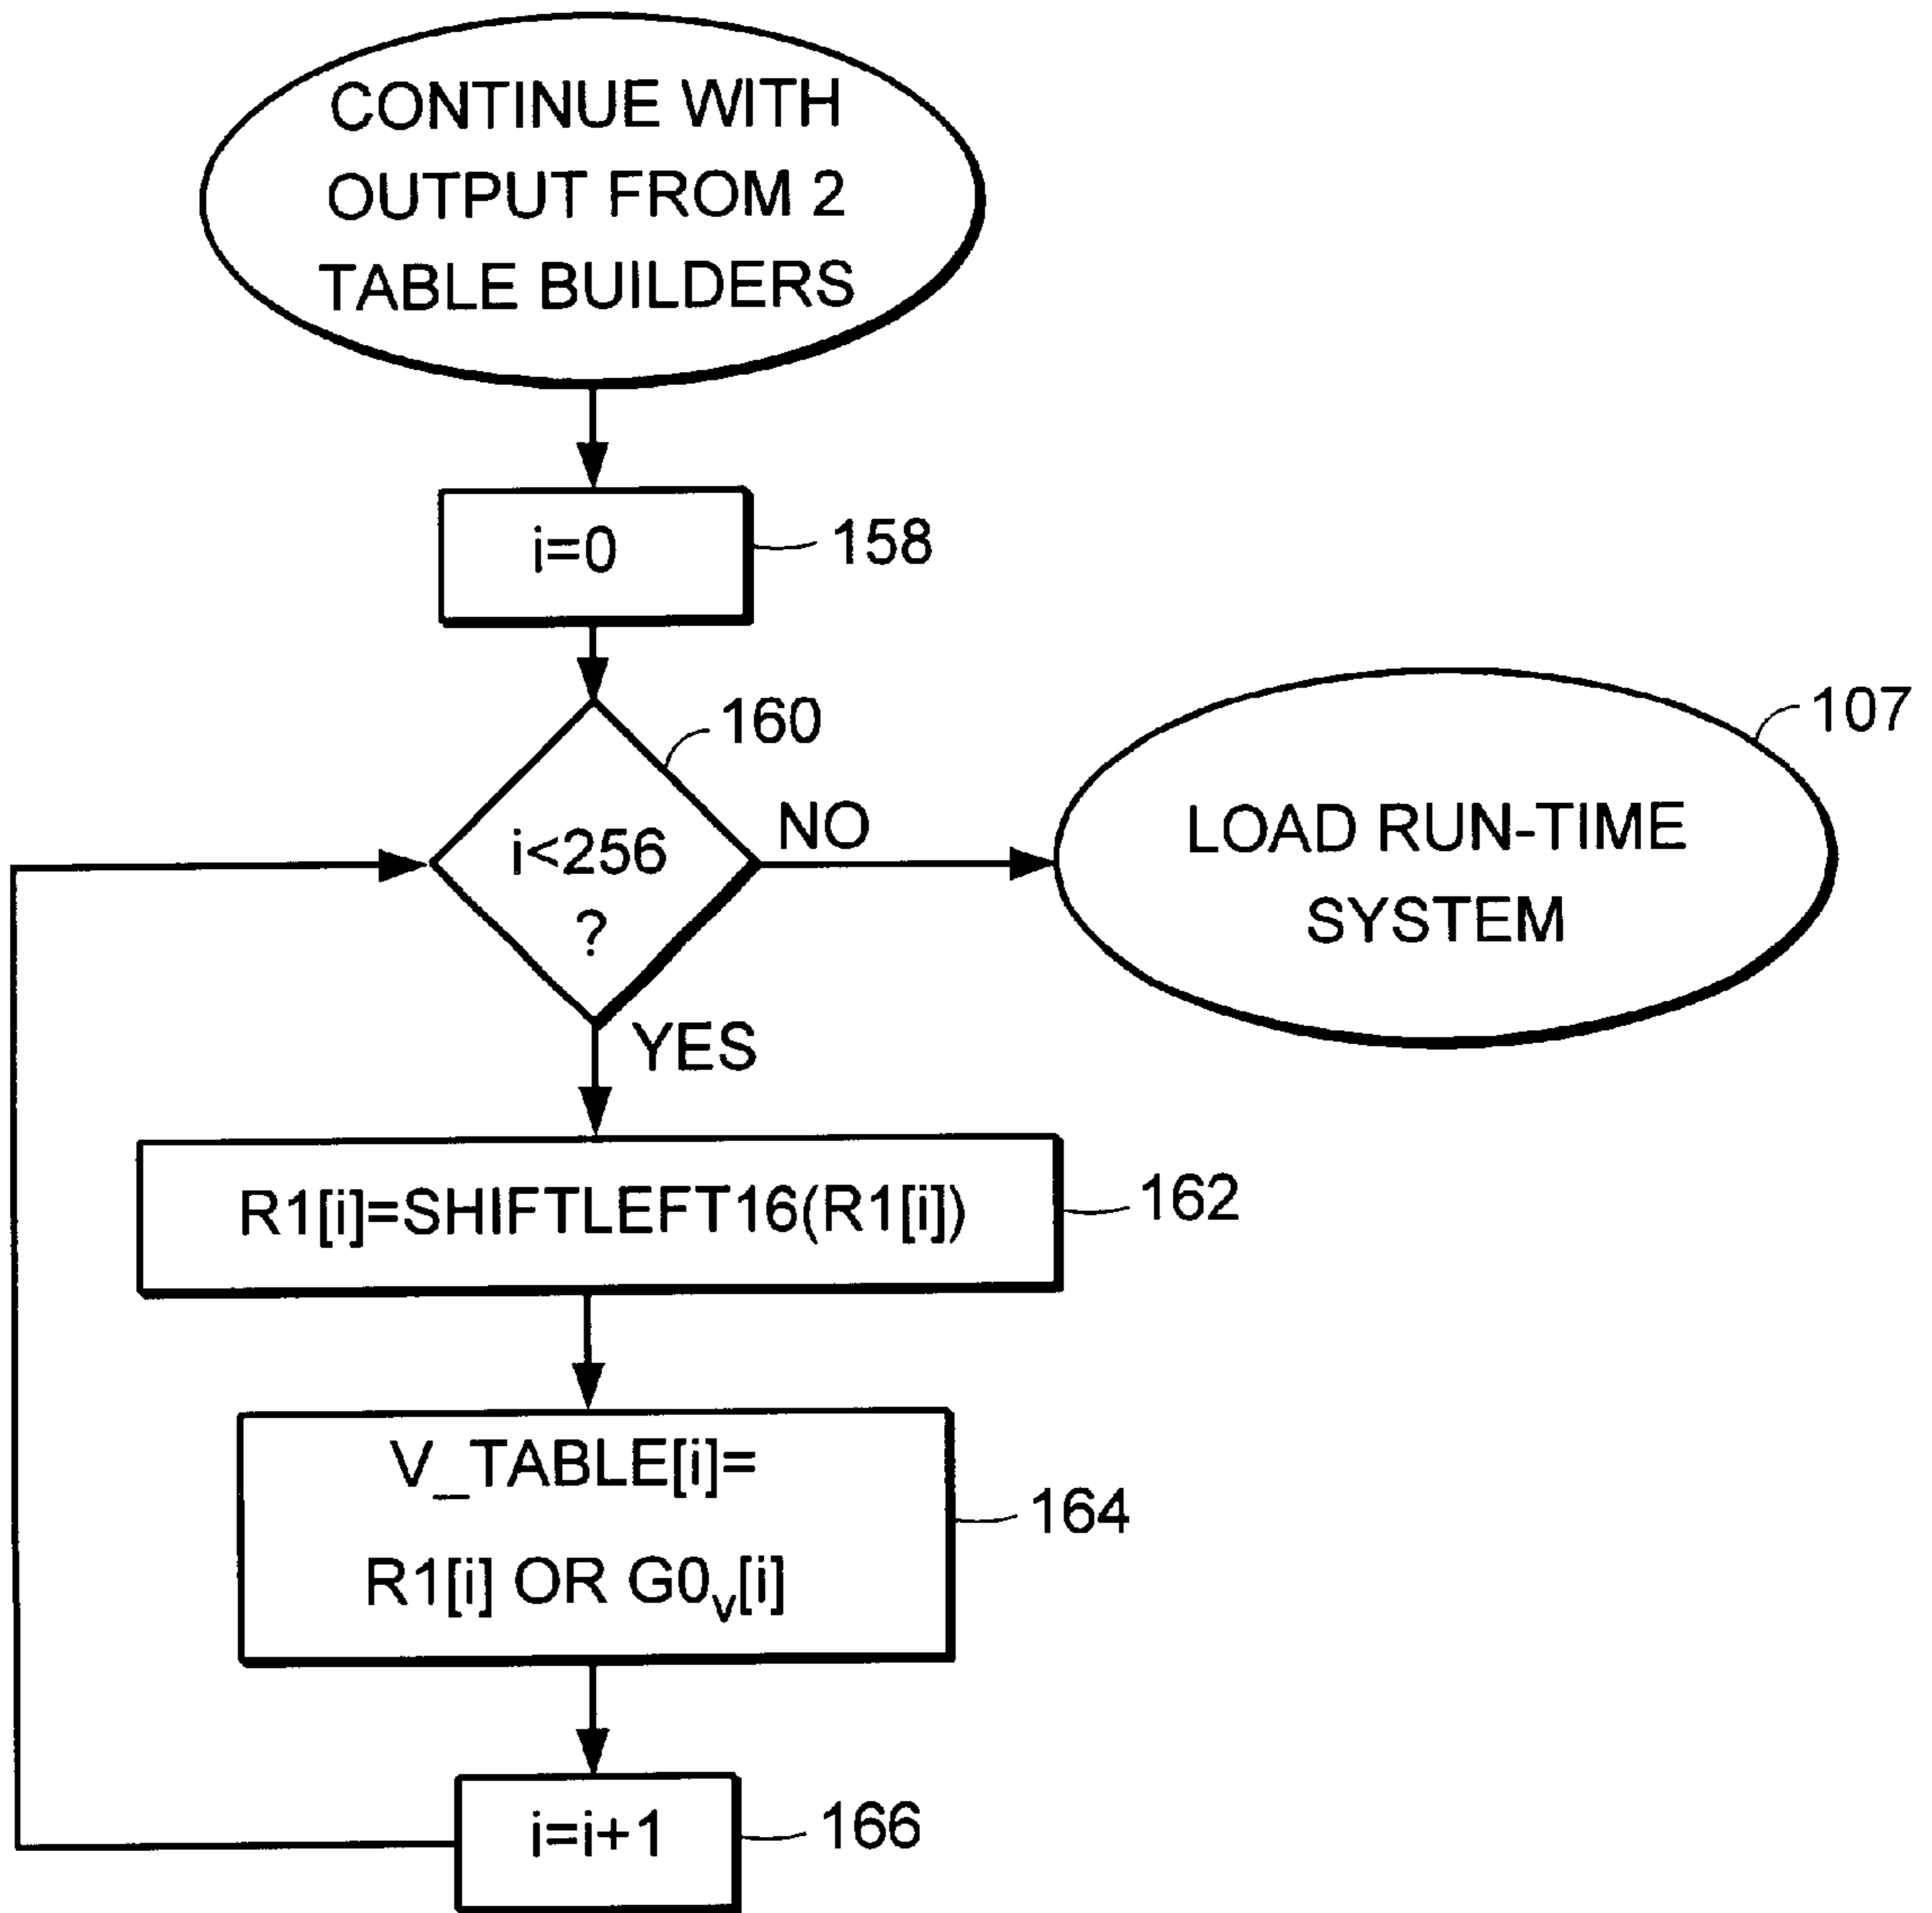 CONTINUE WITH
OUTPUT FROM 2
TABLE BUILDERS
i=0
158
160
i<256
?
NO
107
LOAD RUN-TIME
SYSTEM
YES
R1[i]=SHIFTLEFT16(R1[i])
162
V_TABLE[i]=
R1[i] OR G0v[i]
164
i=i+1
166